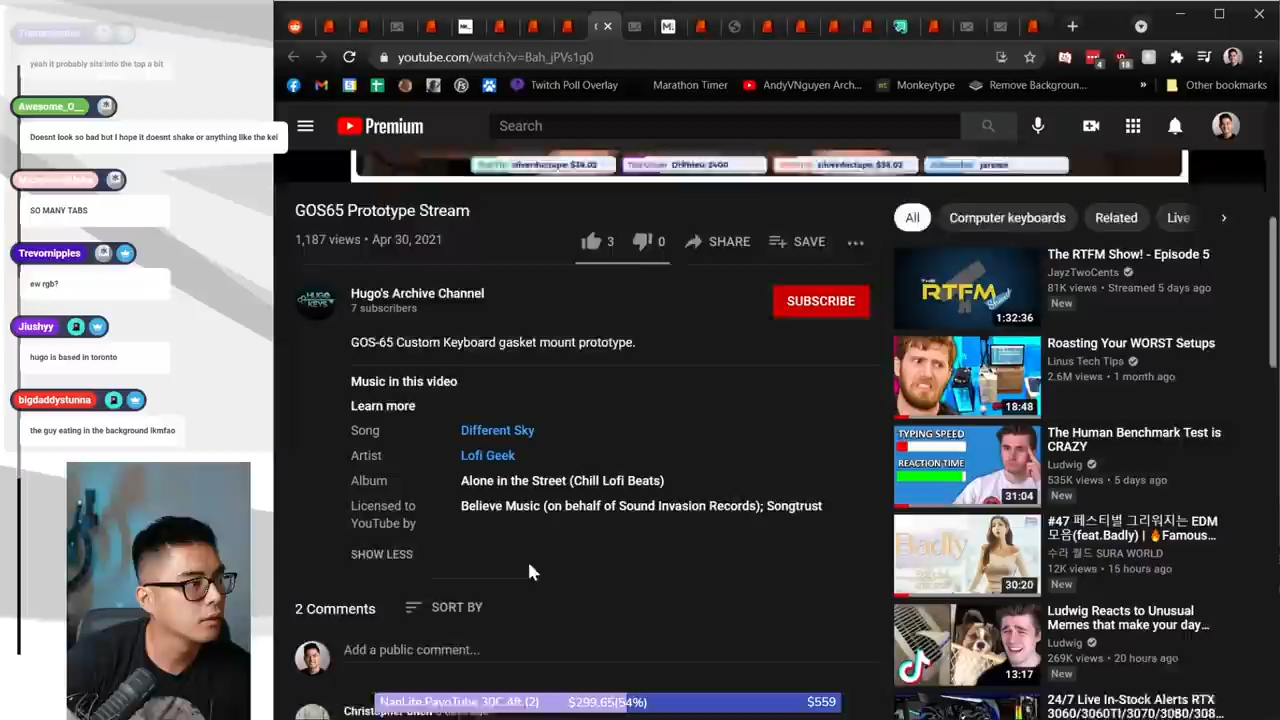 yeah it probably sits into the top a bit
Awesome_O__
Doesnt look so bad but I hope it doesnt shake or anything like the kei
SO MANY TABS
Trevornipples
ew rgb?
Jiushyy
hugo is based in toronto
bigdaddystunna
the guy eating in the background lkmfao
youtube.com/watch?v=Bah_jPVs1g0
Twitch Poll Overlay
Marathon Timer
AndyVNguyen Arch...
Monkeytype
Remove Backgroun...
»
Other bookmarks
Premium
Search
GOS65 Prototype Stream
1,187 views • Apr 30, 2021
3
0
SHARE
SAVE
Hugo's Archive Channel
7 subscribers
SUBSCRIBE
GOS-65 Custom Keyboard gasket mount prototype.
Music in this video
Learn more
Song Different Sky
Artist Lofi Geek
Album Alone in the Street (Chill Lofi Beats)
Licensed to Believe Music (on behalf of Sound Invasion Records); Songtrust
YouTube by
SHOW LESS
2 Comments
SORT BY
Add a public comment...
NanLite PavoTube 30C 4ft (2) $299.65(54%) $559
All
Computer keyboards
Related
Live
The RTFM Show! - Episode 5
JayzTwoCents
81K views • Streamed 5 days ago
New
RTFM
1:32:36
Roasting Your WORST Setups
Linus Tech Tips
2.6M views • 1 month ago
18:48
The Human Benchmark Test is
CRAZY
Ludwig
535K views • 5 days ago
New
TYPING SPEED
REACTION TIME
31:04
#47 페스티벌 그리워지는 EDM
모음(feat.Badly) | 🔥Famous...
수라 월드 SURA WORLD
12K views • 15 hours ago
New
Badly
30:20
Ludwig Reacts to Unusual
Memes that make your day...
Ludwig
269K views • 20 hours ago
New
13:17
24/7 Live In-Stock Alerts RTX
3060/3060Ti/3070/3080/308...